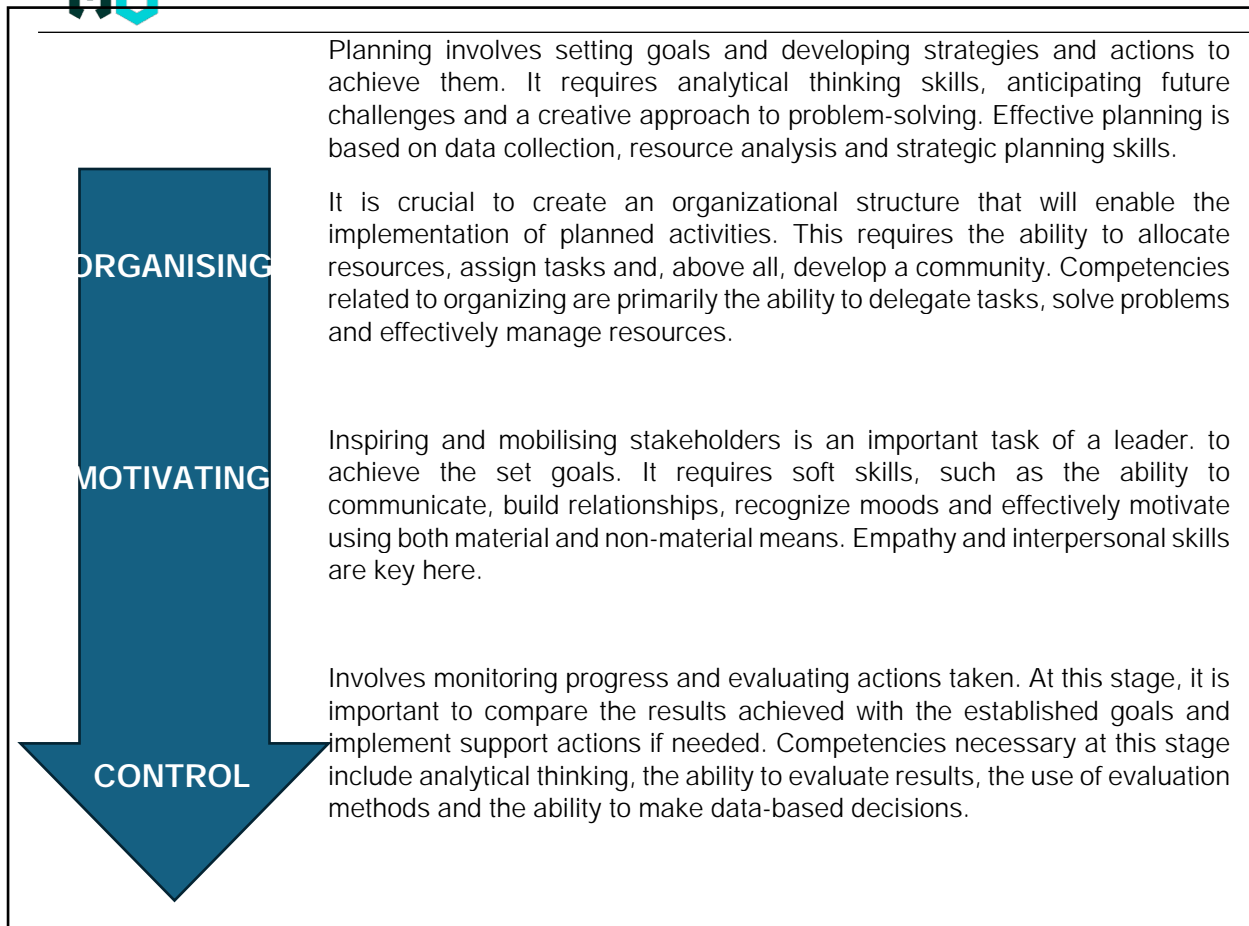 Planning involves setting goals and developing strategies and actions to
achieve them. It requires analytical thinking skills, anticipating future
challenges and a creative approach to problem-solving. Effective planning is
based on data collection, resource analysis and strategic planning skills.
ORGANISING
It is crucial to create an organizational structure that will enable the
implementation of planned activities. This requires the ability to allocate
resources, assign tasks and, above all, develop a community. Competencies
related to organizing are primarily the ability to delegate tasks, solve problems
and effectively manage resources.
MOTIVATING
Inspiring and mobilising stakeholders is an important task of a leader. to
achieve the set goals. It requires soft skills, such as the ability to
communicate, build relationships, recognize moods and effectively motivate
using both material and non-material means. Empathy and interpersonal skills
are key here.
CONTROL
Involves monitoring progress and evaluating actions taken. At this stage, it is
important to compare the results achieved with the established goals and
implement support actions if needed. Competencies necessary at this stage
include analytical thinking, the ability to evaluate results, the use of evaluation
methods and the ability to make data-based decisions.